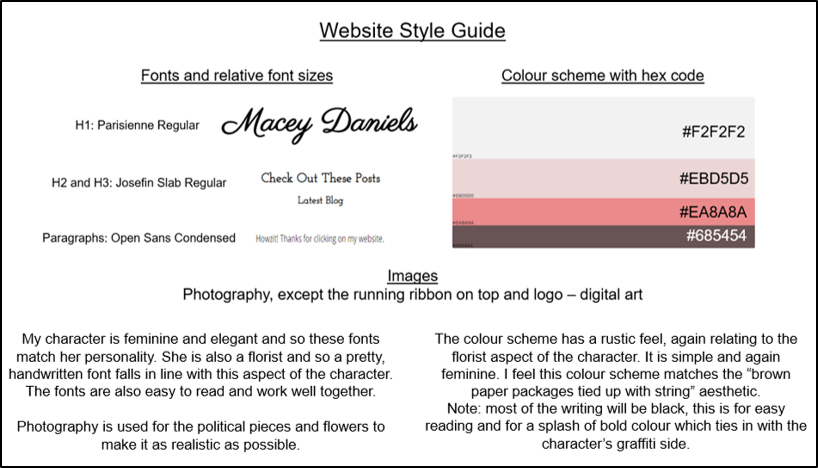 Website Style Guide
Fonts and relative font sizes
H1: Parisienne Regular
Macey Daniels
H2 and H3: Josefin Slab Regular
Check Out These Posts
Latest Blog
Paragraphs: Open Sans Condensed
Howzit! Thanks for clicking on my website.
Colour scheme with hex code
#F2F2F2
#F2F2F2
#EBD5D5
#EBD5D5
#EA8A8A
#EA8A8A
#685454
Images
Photography, except the running ribbon on top and logo – digital art
My character is feminine and elegant and so these fonts
match her personality. She is also a florist and so a pretty,
handwritten font falls in line with this aspect of the character.
The fonts are also easy to read and work well together.
Photography is used for the political pieces and flowers to
make it as realistic as possible.
The colour scheme has a rustic feel, again relating to the
florist aspect of the character. It is simple and again
feminine. I feel this colour scheme matches the “brown
paper packages tied up with string” aesthetic.
Note: most of the writing will be black, this is for easy
reading and for a splash of bold colour which ties in with the
character’s graffiti side.